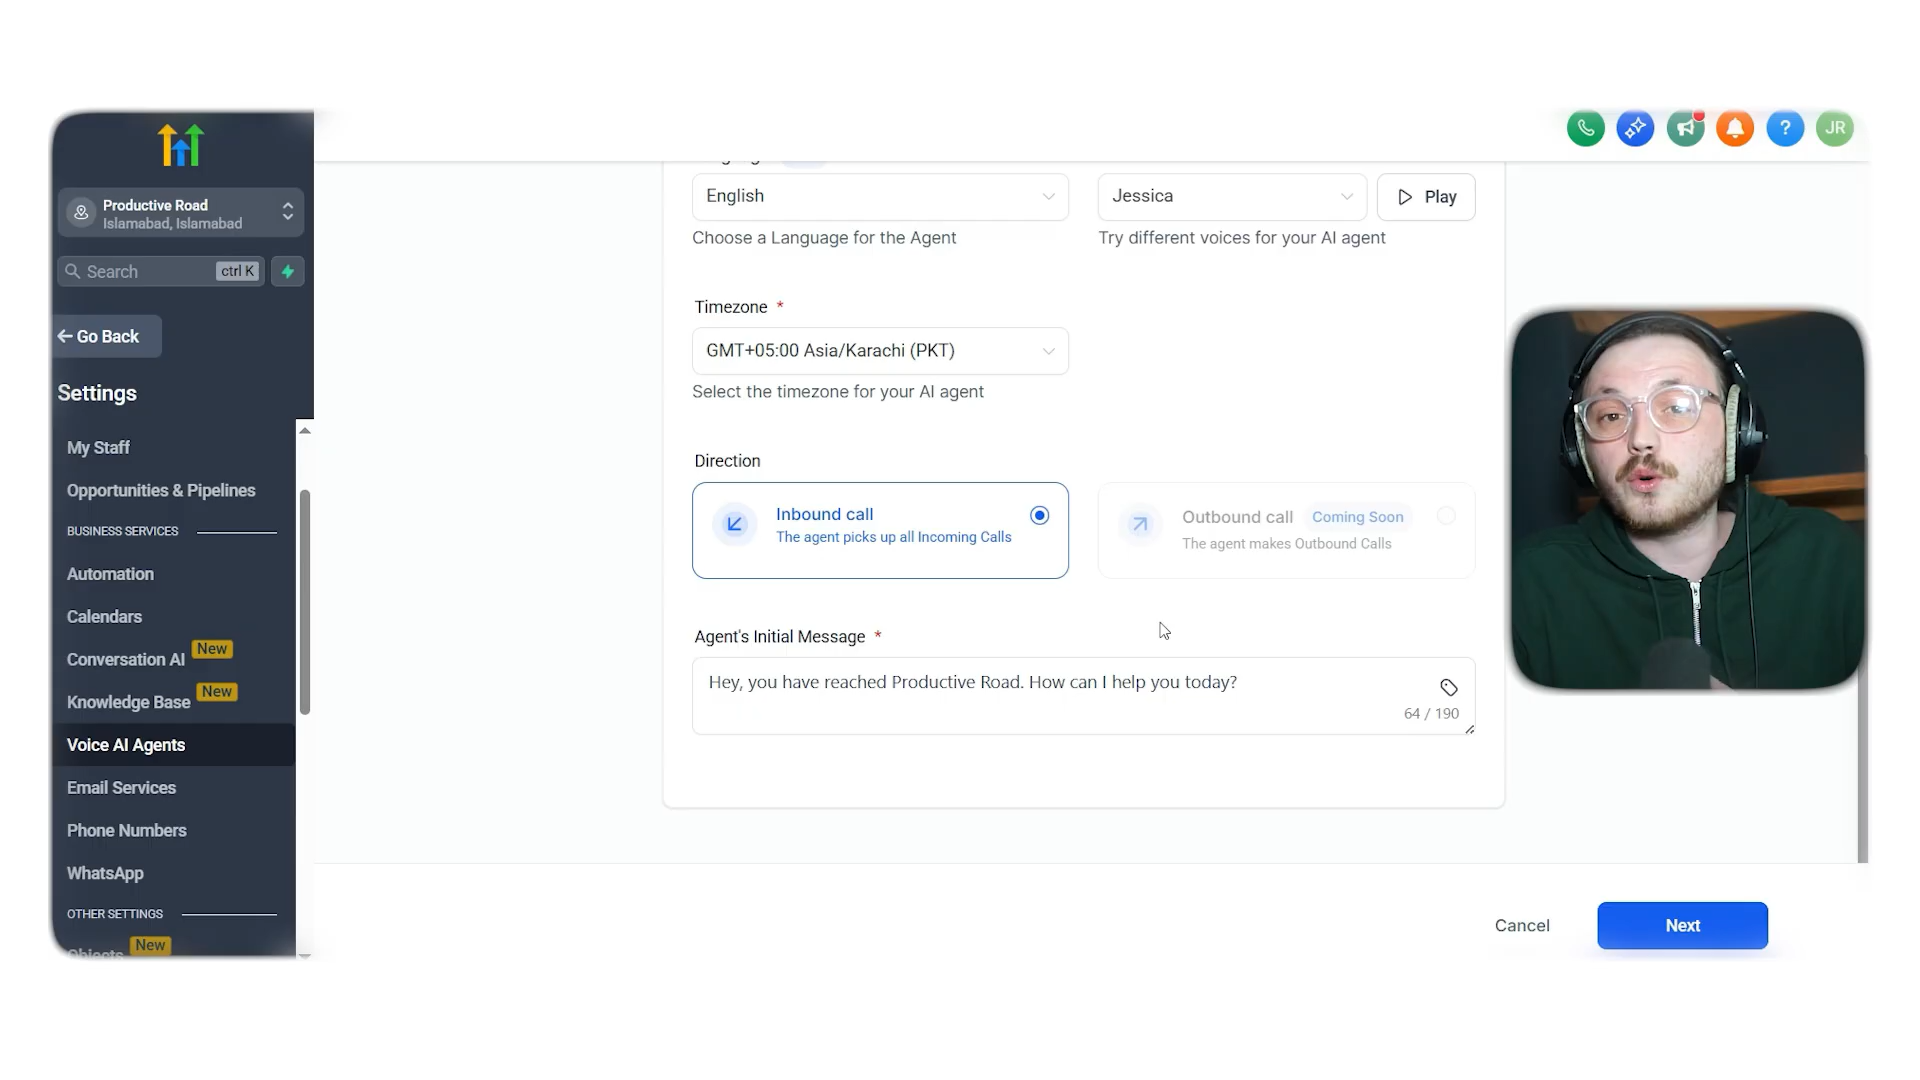 Productive Road
Islamabad, Islamabad
Search
ctrl K
Go Back
Settings
My Staff
Opportunities & Pipelines
BUSINESS SERVICES
Automation
Calendars
Conversation AI
New
Knowledge Base
New
Voice AI Agents
Email Services
Phone Numbers
WhatsApp
OTHER SETTINGS
Objects
New
?
JR
English
Choose a Language for the Agent
Jessica
Play
Try different voices for your AI agent
Timezone *
GMT+05:00 Asia/Karachi (PKT)
Select the timezone for your AI agent
Direction
Inbound call
The agent picks up all Incoming Calls
Outbound call
Coming Soon
The agent makes Outbound Calls
Agent's Initial Message *
Hey, you have reached Productive Road. How can I help you today?
64 / 190
Cancel
Next